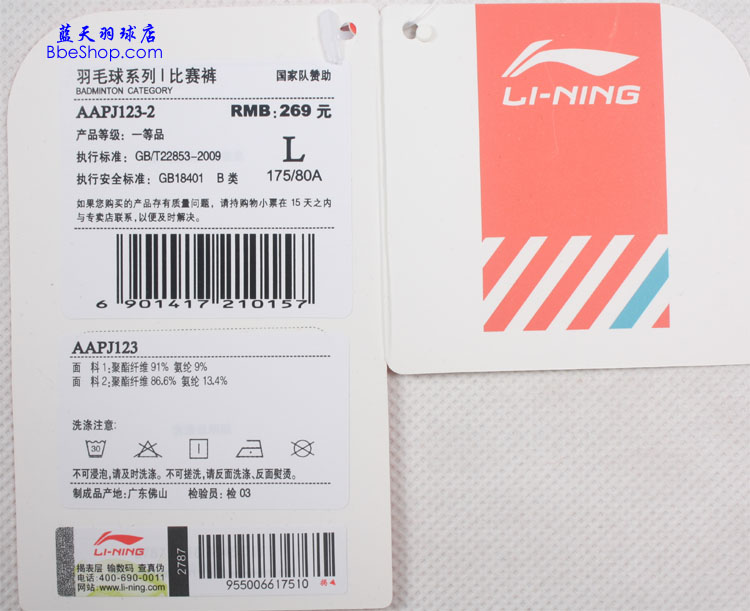 蓝天羽球店
BbeShop.com
羽毛球系列 | 比赛裤 国家队赞助
BADMINTON CATEGORY
AAPJ123-2 RMB: 269 元
产品等级: 一等品
执行标准: GB/T22853-2009 L
执行安全标准: GB18401 B 类 175/80A
如果您购买的产品存有质量问题, 请持购物小票在 15 天之内
与专卖店联系, 以便及时解决。
6 901417 210157
AAPJ123
面 料 1: 聚酯纤维 91% 氨纶 9%
面 料 2: 聚酯纤维 86.6% 氨纶 13.4%
洗涤注意:
30
不可浸泡, 请及时洗涤。不可搓洗, 请反面洗涤、反面熨烫。
制成品产地: 广东佛山 检验员: 检 03
LI-NING
揭表层 输数码 查真伪
电话 400-690-0011
网站 www.li-ning.com
2787
955006617510
LI-NING